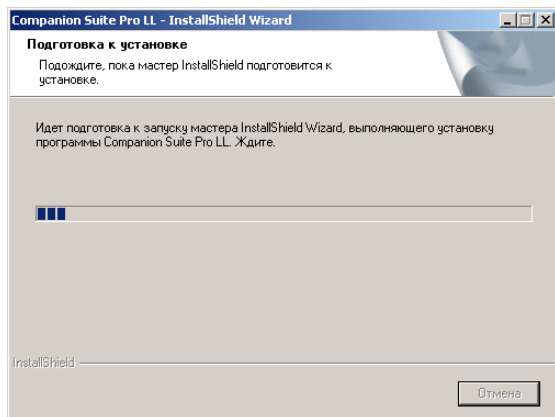 Companion Suite Pro LL - InstallShield Wizard
Подготовка к установке
Подождите, пока мастер InstallShield подготовится к
установке.
Идет подготовка к запуску мастера InstallShield Wizard, выполняющего установку
программы Companion Suite Pro LL. Ждите.
InstallShield
Отмена